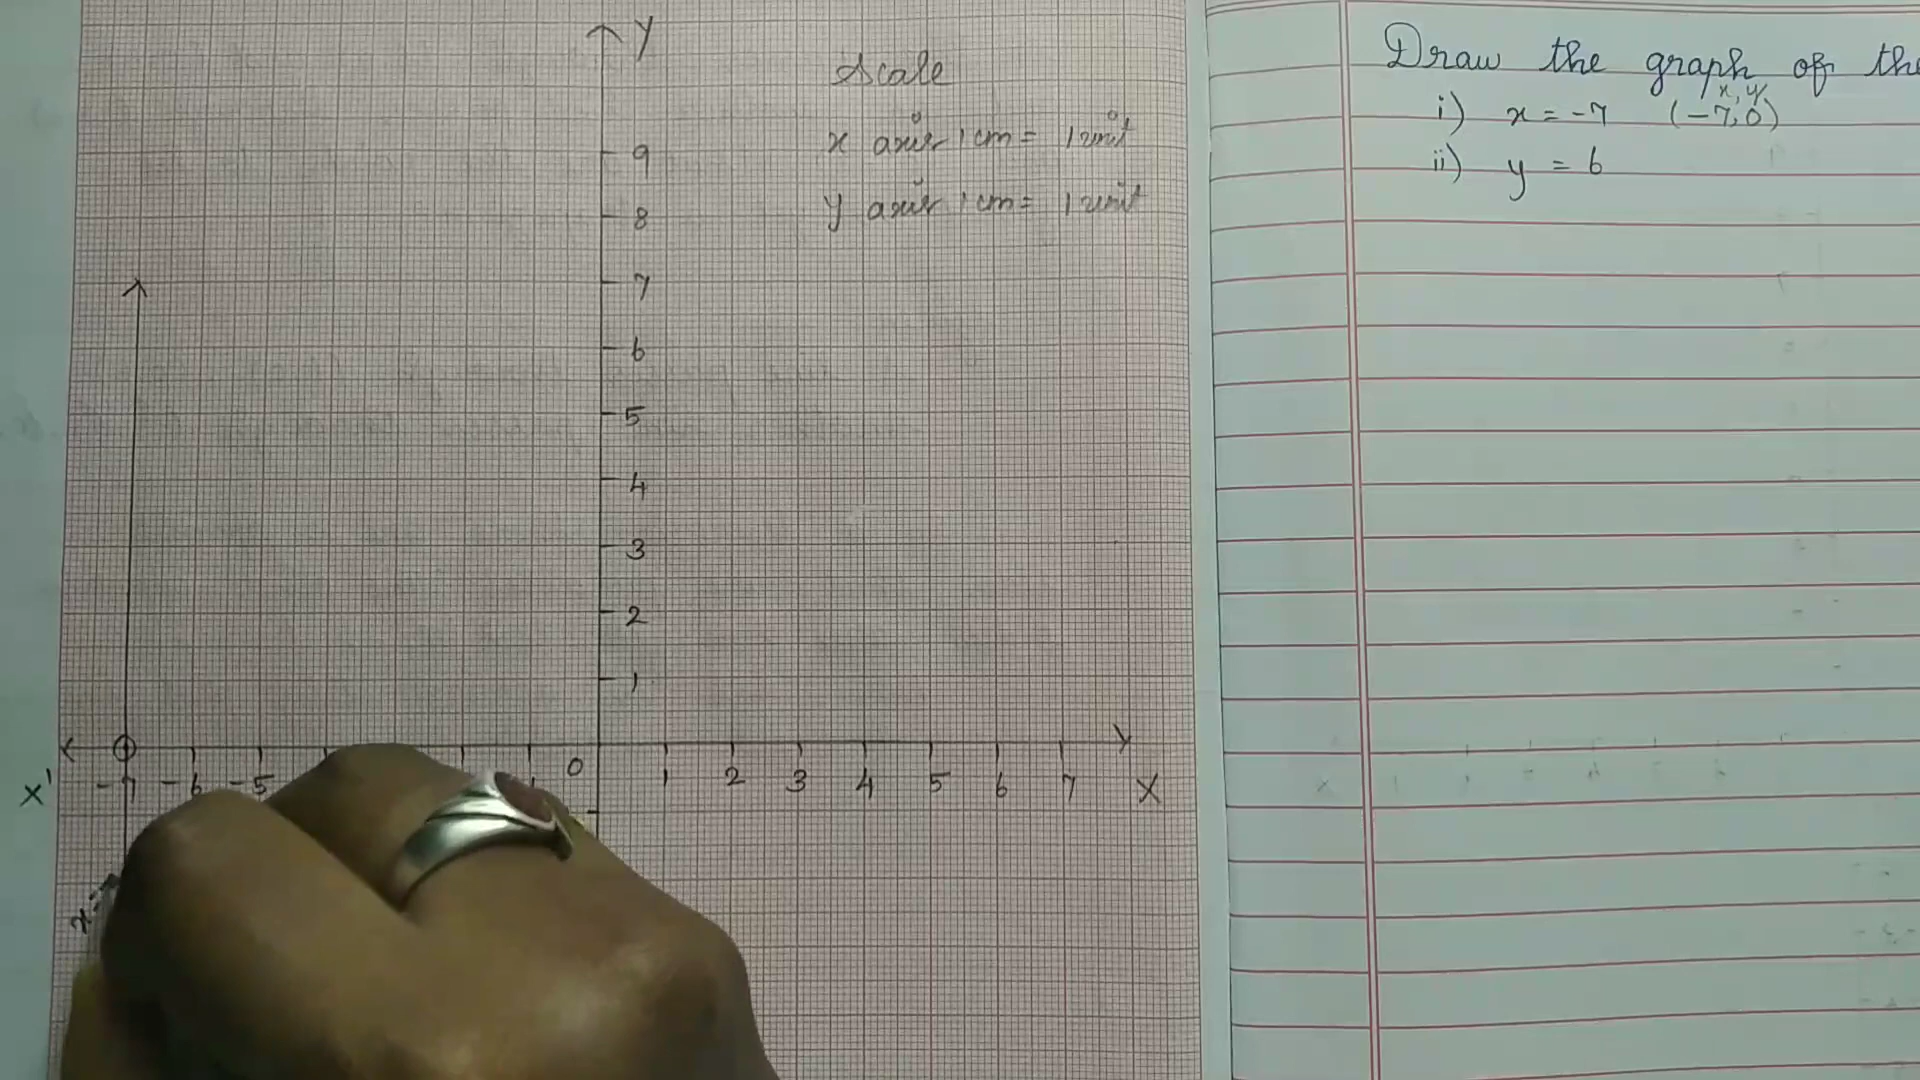 Y
Scale
x axis 1 cm = 1 unit
y axis 1 cm = 1 unit
9
8
7
6
5
4
3
2
1
0
X' -7 -6 -5 1 2 3 4 5 6 7 X
x=
Draw the graph of the
x, y
i) x = -7 (-7, 0)
ii) y = 6